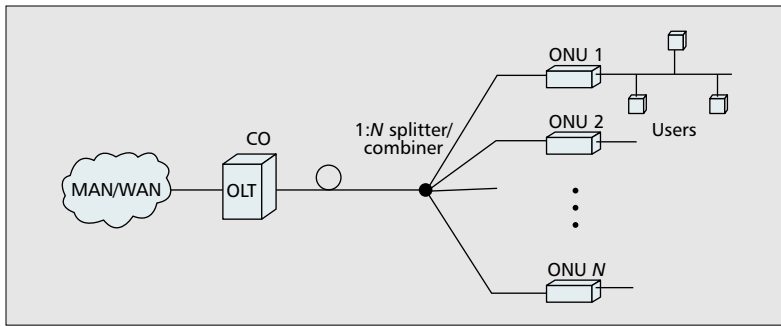 ONU 1
CO
1:N splitter/
combiner
ONU 2
Users
MAN/WAN
OLT
ONU N